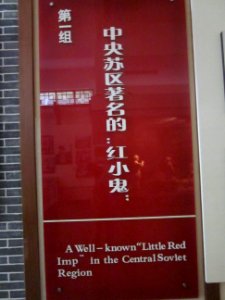 第一组
中央苏区著名的“红小鬼”
A Well-known "Little Red
Imp" in the Central Soviet
Region